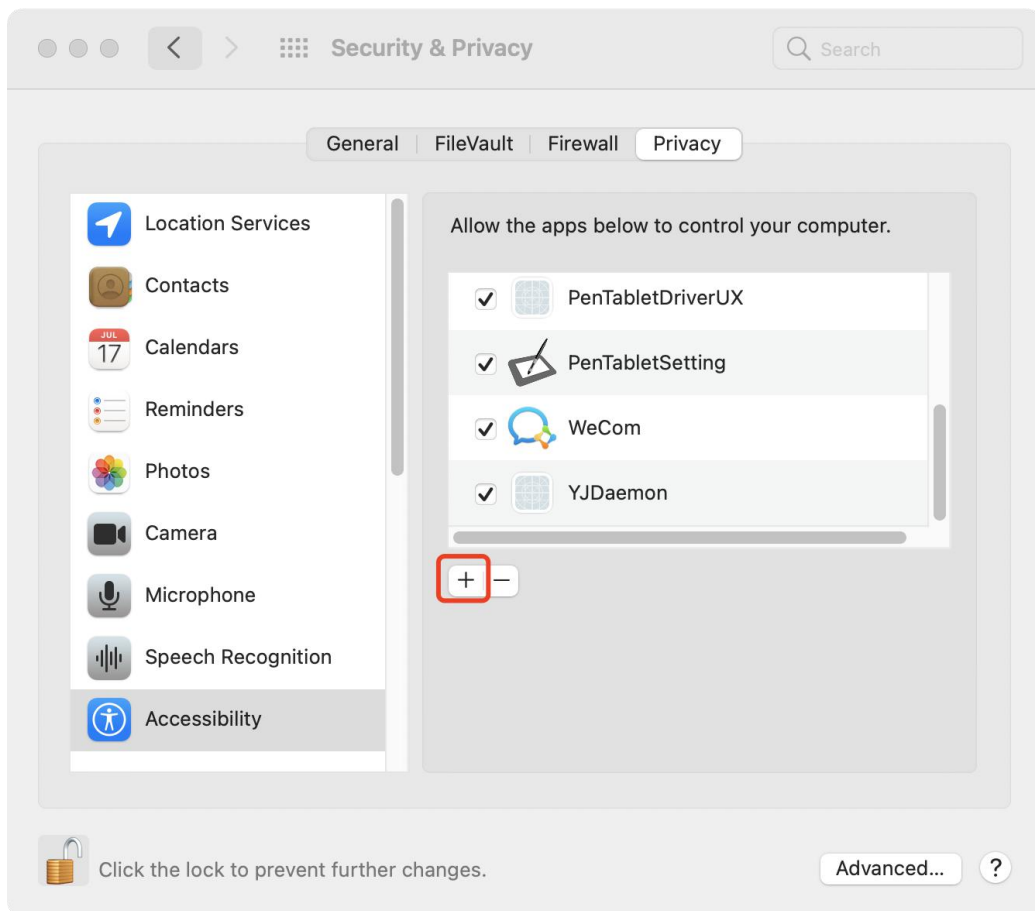 Security & Privacy
Search
General
FileVault
Firewall
Privacy
Location Services
Contacts
JUL
17
Calendars
Reminders
Photos
Camera
Microphone
Speech Recognition
Accessibility
Allow the apps below to control your computer.
PenTabletDriverUX
PenTabletSetting
WeCom
YJDaemon
+
−
Click the lock to prevent further changes.
Advanced...
?